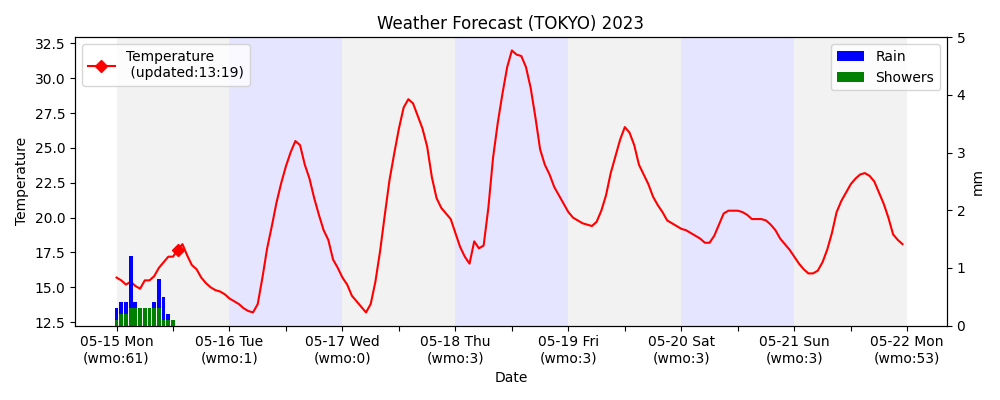 Weather Forecast (TOKYO) 2023
Temperature
(updated:13:19)
Rain
Showers
32.5
30.0
27.5
25.0
22.5
20.0
17.5
15.0
12.5
Temperature
5
4
3
2
1
0
mm
05-15 Mon
(wmo:61)
05-16 Tue
(wmo:1)
05-17 Wed
(wmo:0)
05-18 Thu
(wmo:3)
05-19 Fri
(wmo:3)
05-20 Sat
(wmo:3)
05-21 Sun
(wmo:3)
05-22 Mon
(wmo:53)
Date